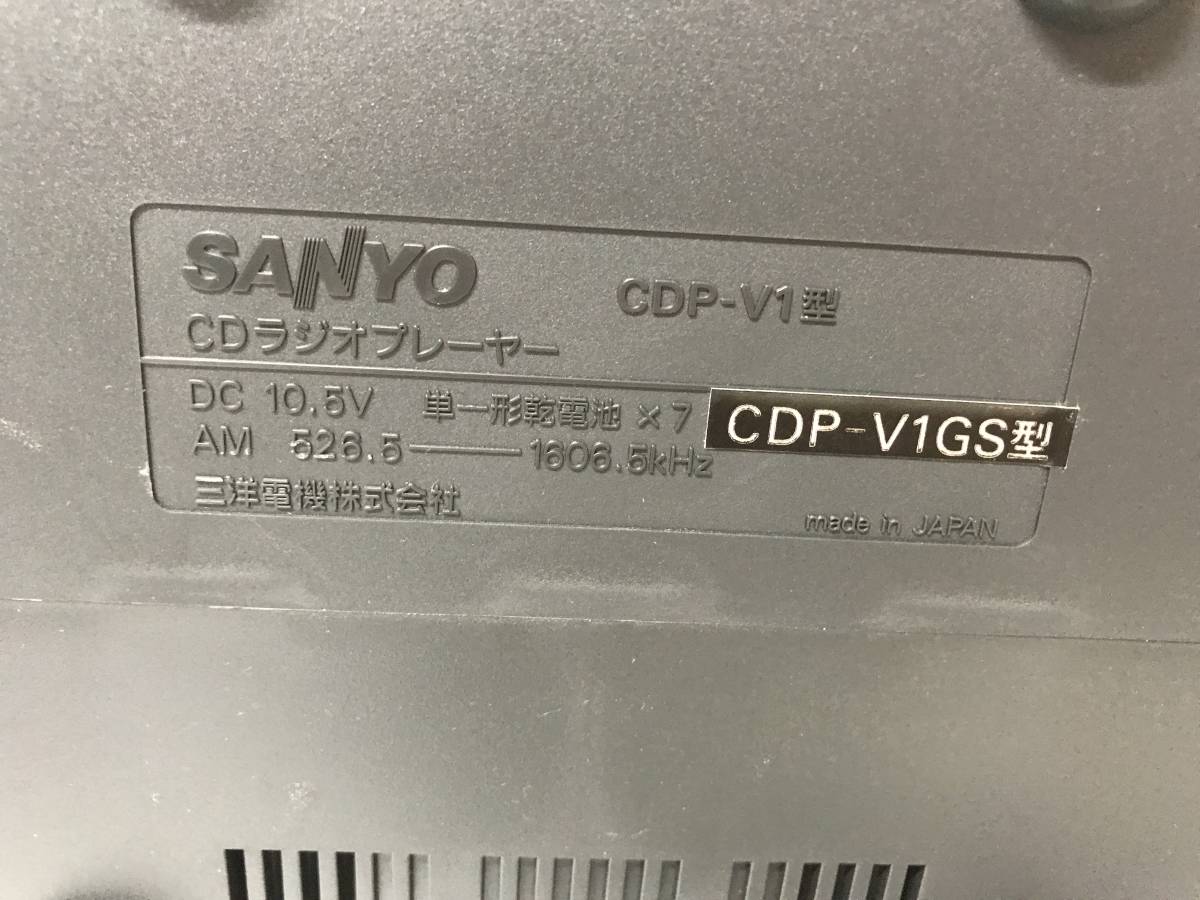 SANYO CDP-V1型
CDラジオプレーヤー
DC 10.5V 単一形乾電池 × 7
CDP-V1GS型
AM 526.5――1606.5kHz
三洋電機株式会社
made in JAPAN